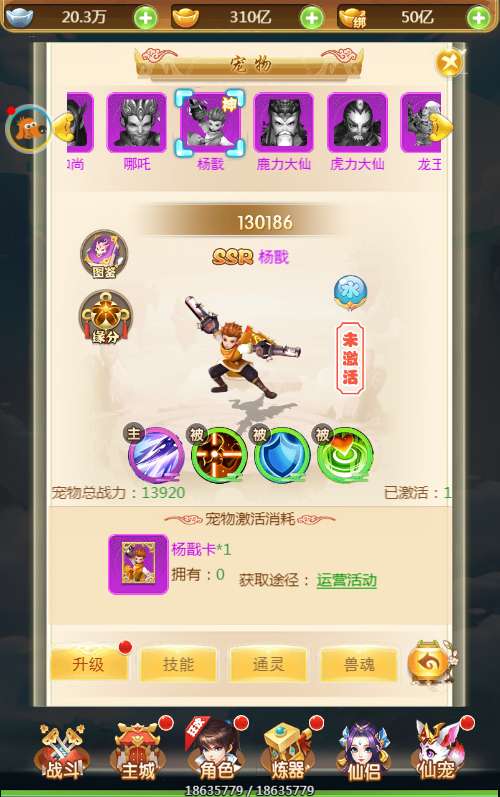 20.3万
310亿
绑
50亿
宠物
神
和尚
哪吒
杨戬
鹿力大仙
虎力大仙
龙王
130186
SSR 杨戬
图鉴
水
缘分
未激活
主
被
被
被
宠物总战力：13920
已激活：1
宠物激活消耗
杨戬卡*1
拥有：0
获取途径：运营活动
升级
技能
通灵
兽魂
战斗
主城
角色
炼器
仙侣
仙宠
18635779 / 18635779